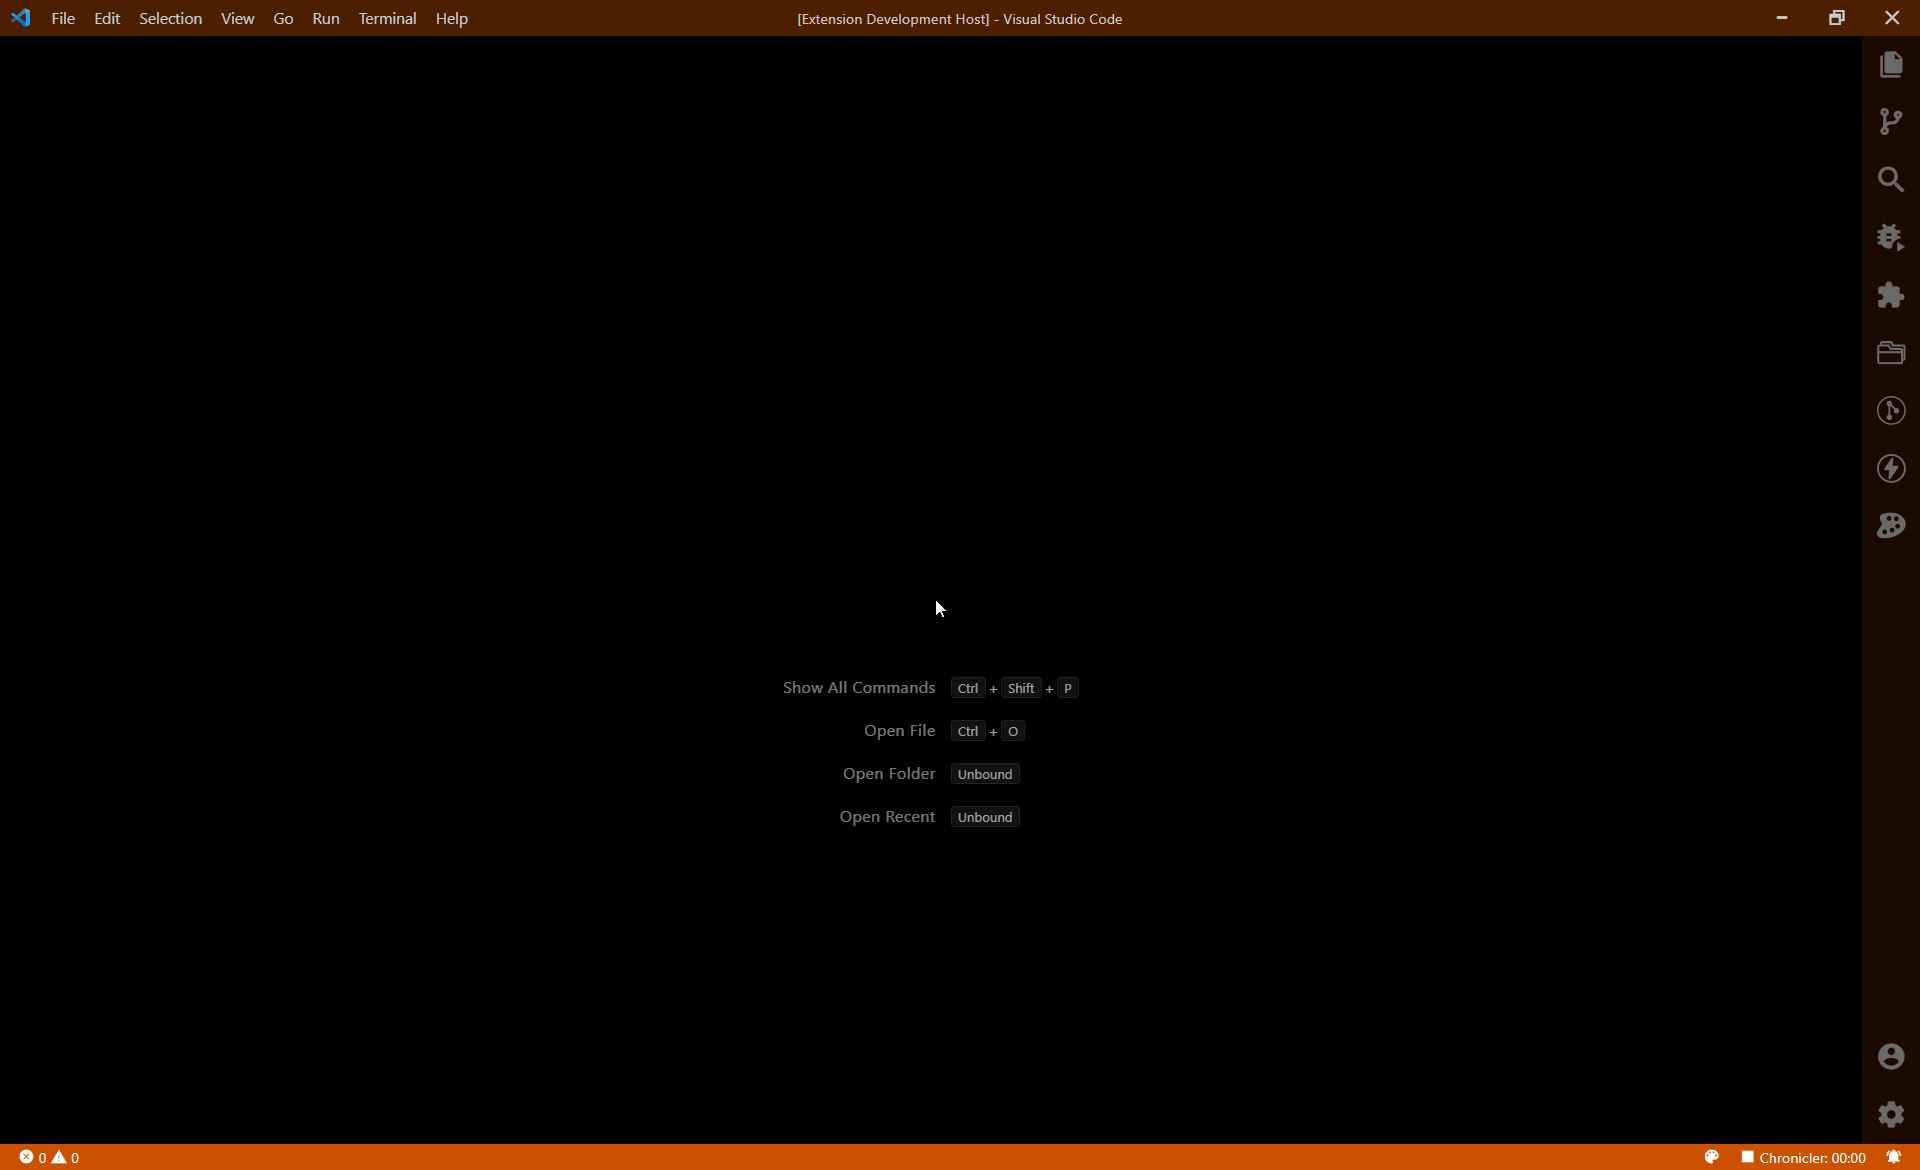 File Edit Selection View Go Run Terminal Help [Extension Development Host] - Visual Studio Code
Show All Commands Ctrl + Shift + P
Open File Ctrl + O
Open Folder Unbound
Open Recent Unbound
0 0 Chronicler: 00:00